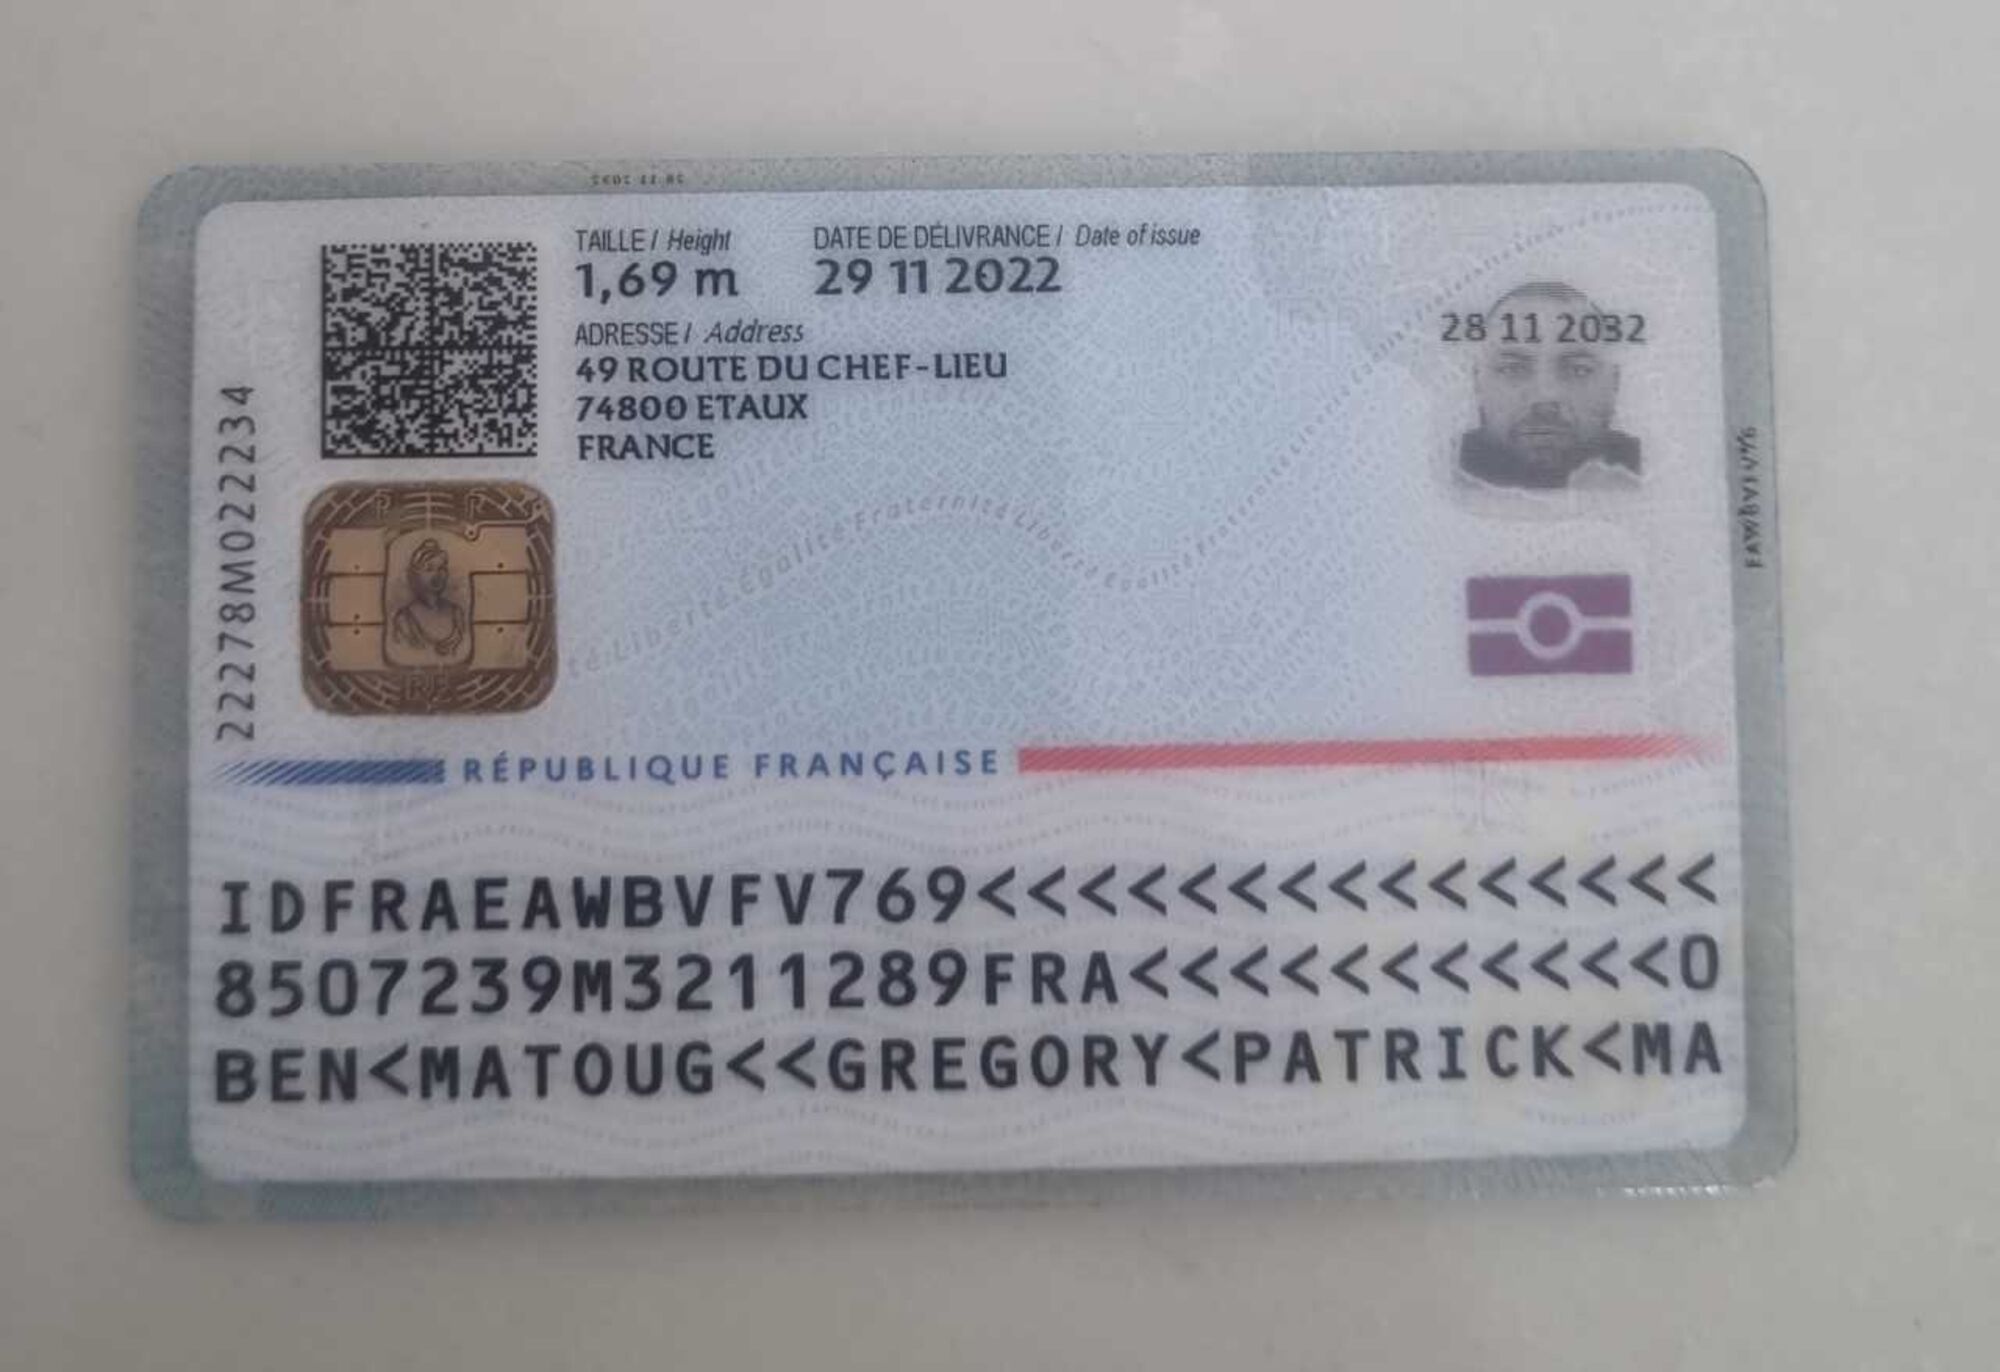 TAILLE / Height
1,69 m
DATE DE DÉLIVRANCE / Date of issue
29 11 2022
ADRESSE / Address
49 ROUTE DU CHEF-LIEU
74800 ETAUX
FRANCE
28 11 2032
22278M022234
RÉPUBLIQUE FRANÇAISE
IDFRAEAWBVFV769<<<<<<<<<<<<<<<
8507239M3211289FRA<<<<<<<<<<<0
BEN<MATOUG<<GREGORY<PATRICK<MA